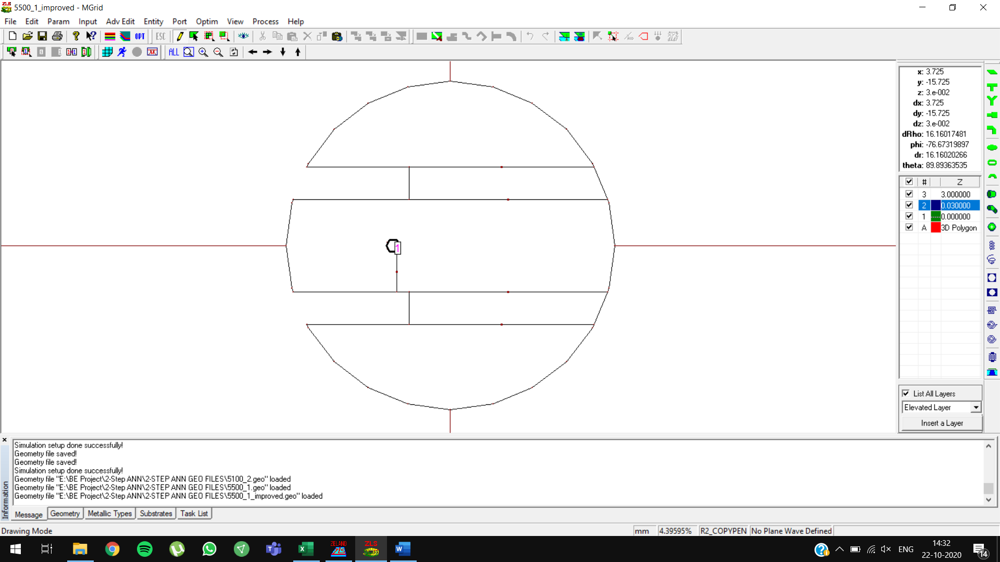 5500_1_improved - MGrid
File Edit Param Input Adv Edit Entity Port Optim View Process Help
OPT ESC
ALL
x: 3.725
y: -15.725
z: 3.e-002
dx: 3.725
dy: -15.725
dz: 3.e-002
dRho: 16.16017481
phi: -76.67319897
dr: 16.16020266
theta: 89.89363535
# Z
3 3.000000
2 0.030000
1 0.000000
A 3D Polygon
1
List All Layers
Elevated Layer
Insert a Layer
Simulation setup done successfully!
Geometry file saved!
Geometry file saved!
Simulation setup done successfully!
Geometry file "E:\BE Project\2-Step ANN\2-STEP ANN GEO FILES\5100_2.geo" loaded
Geometry file "E:\BE Project\2-Step ANN\2-STEP ANN GEO FILES\5500_1.geo" loaded
Geometry file "E:\BE Project\2-Step ANN\2-STEP ANN GEO FILES\5500_1_improved.geo" loaded
Information
Message Geometry Metallic Types Substrates Task List
Drawing Mode mm 4.39595% R2_COPYPEN No Plane Wave Defined
ZELAND ZLS
ENG 14:32
22-10-2020
14